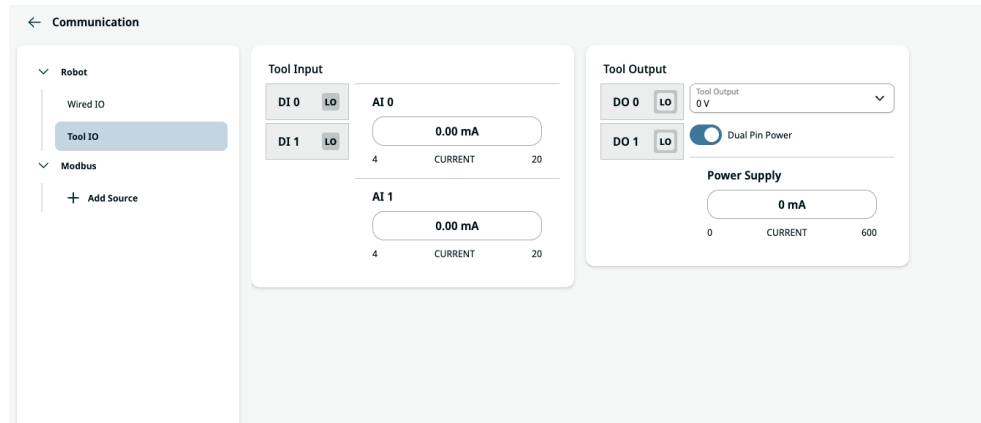 Communication
Robot
Wired IO
Tool IO
Modbus
Add Source
Tool Input
DI 0 LO
DI 1 LO
AI 0
0.00 mA
4 CURRENT 20
AI 1
0.00 mA
4 CURRENT 20
Tool Output
DO 0 LO
DO 1 LO
Tool Output
0 V
Dual Pin Power
Power Supply
0 mA
0 CURRENT 600